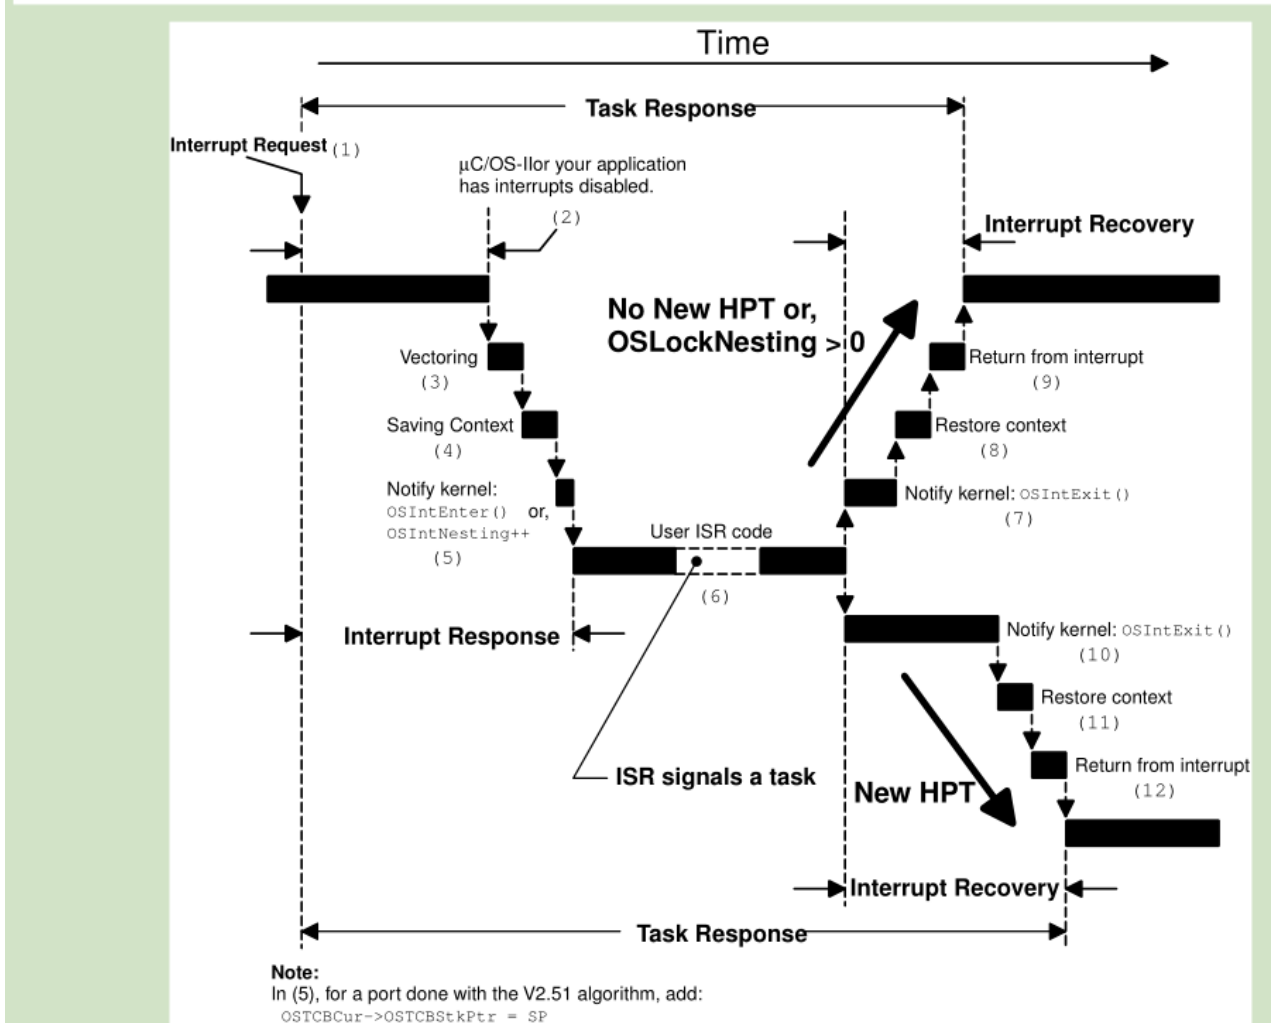 Time
Task Response
Interrupt Request (1)
µC/OS-IIor your application
has interrupts disabled.
(2)
Interrupt Recovery
No New HPT or,
OSLockNesting > 0
Vectoring
(3)
Return from interrupt
(9)
Saving Context
(4)
Restore context
(8)
Notify kernel:
OSIntEnter() or,
OSIntNesting++
(5)
Notify kernel: OSIntExit()
(7)
User ISR code
(6)
Interrupt Response
Notify kernel: OSIntExit()
(10)
Restore context
(11)
ISR signals a task
Return from interrupt
(12)
New HPT
Interrupt Recovery
Task Response
Note:
In (5), for a port done with the V2.51 algorithm, add:
OSTCBCur->OSTCBStkPtr = SP